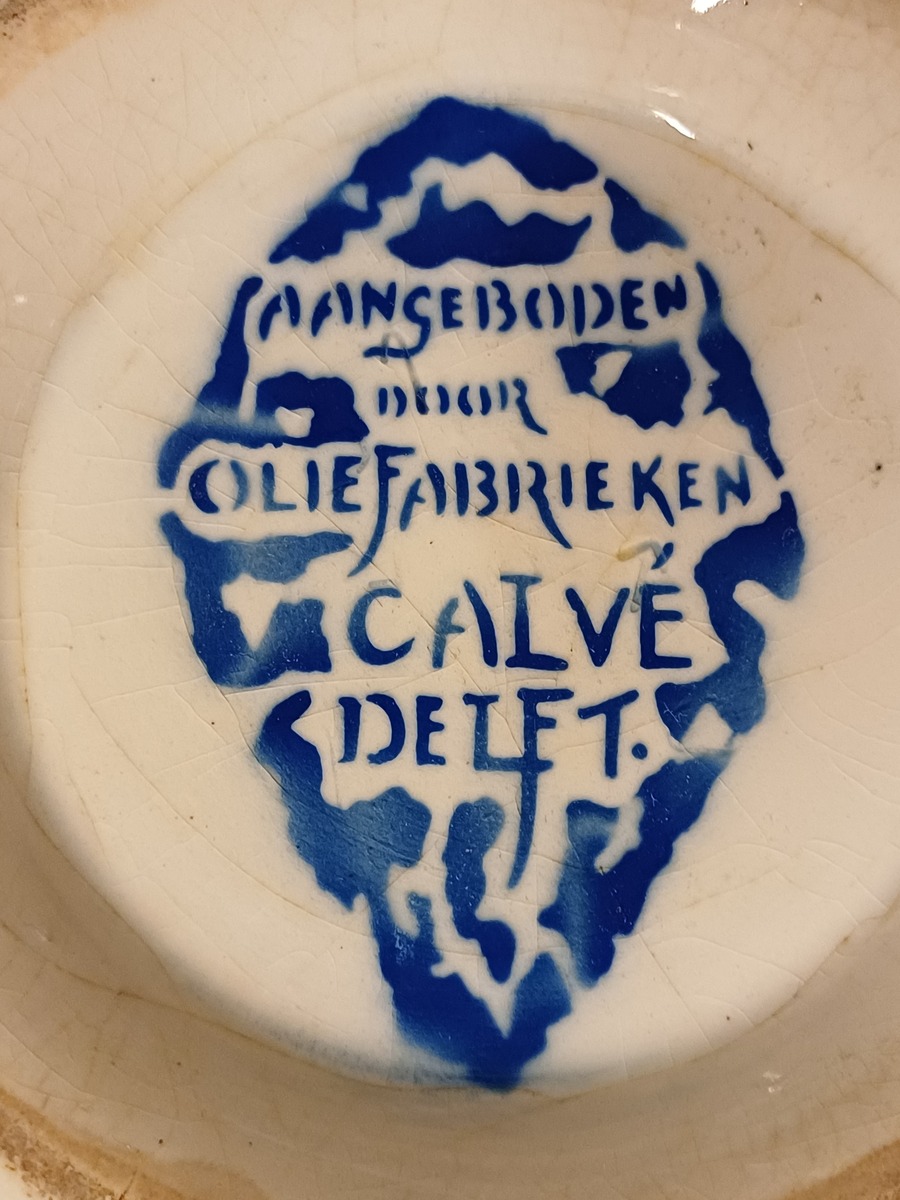 AANGEBODEN
DOOR
OLIEFABRIEKEN
CALVÉ
DELFT.